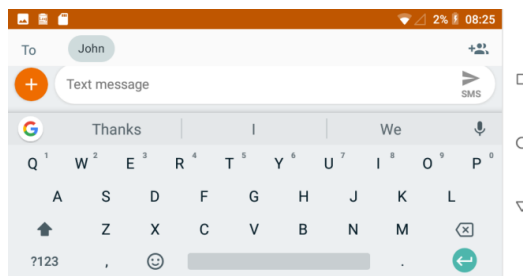 2% 08:25
To John
Text message
SMS
Thanks I We
Q 1 W 2 E 3 R 4 T 5 Y 6 U 7 I 8 O 9 P 0
A S D F G H J K L
Z X C V B N M
?123 , .